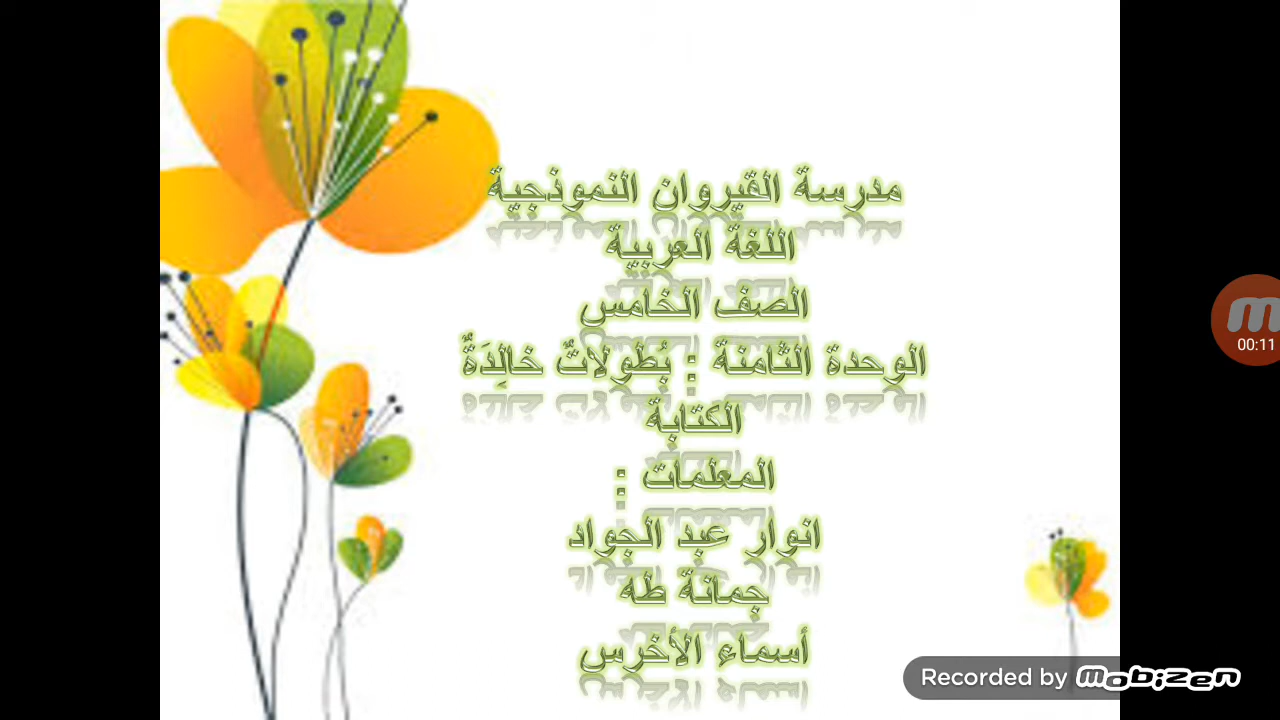 مدرسة القيروان النموذجية
اللغة العربية
الصف الخامس
الوحدة الثامنة : بُطولاتٌ خالِدَةٌ
الكتابة
المعلمات :
انوار عبد الجواد
جمانة طه
أسماء الأخرس
00:11
Recorded by mobizen